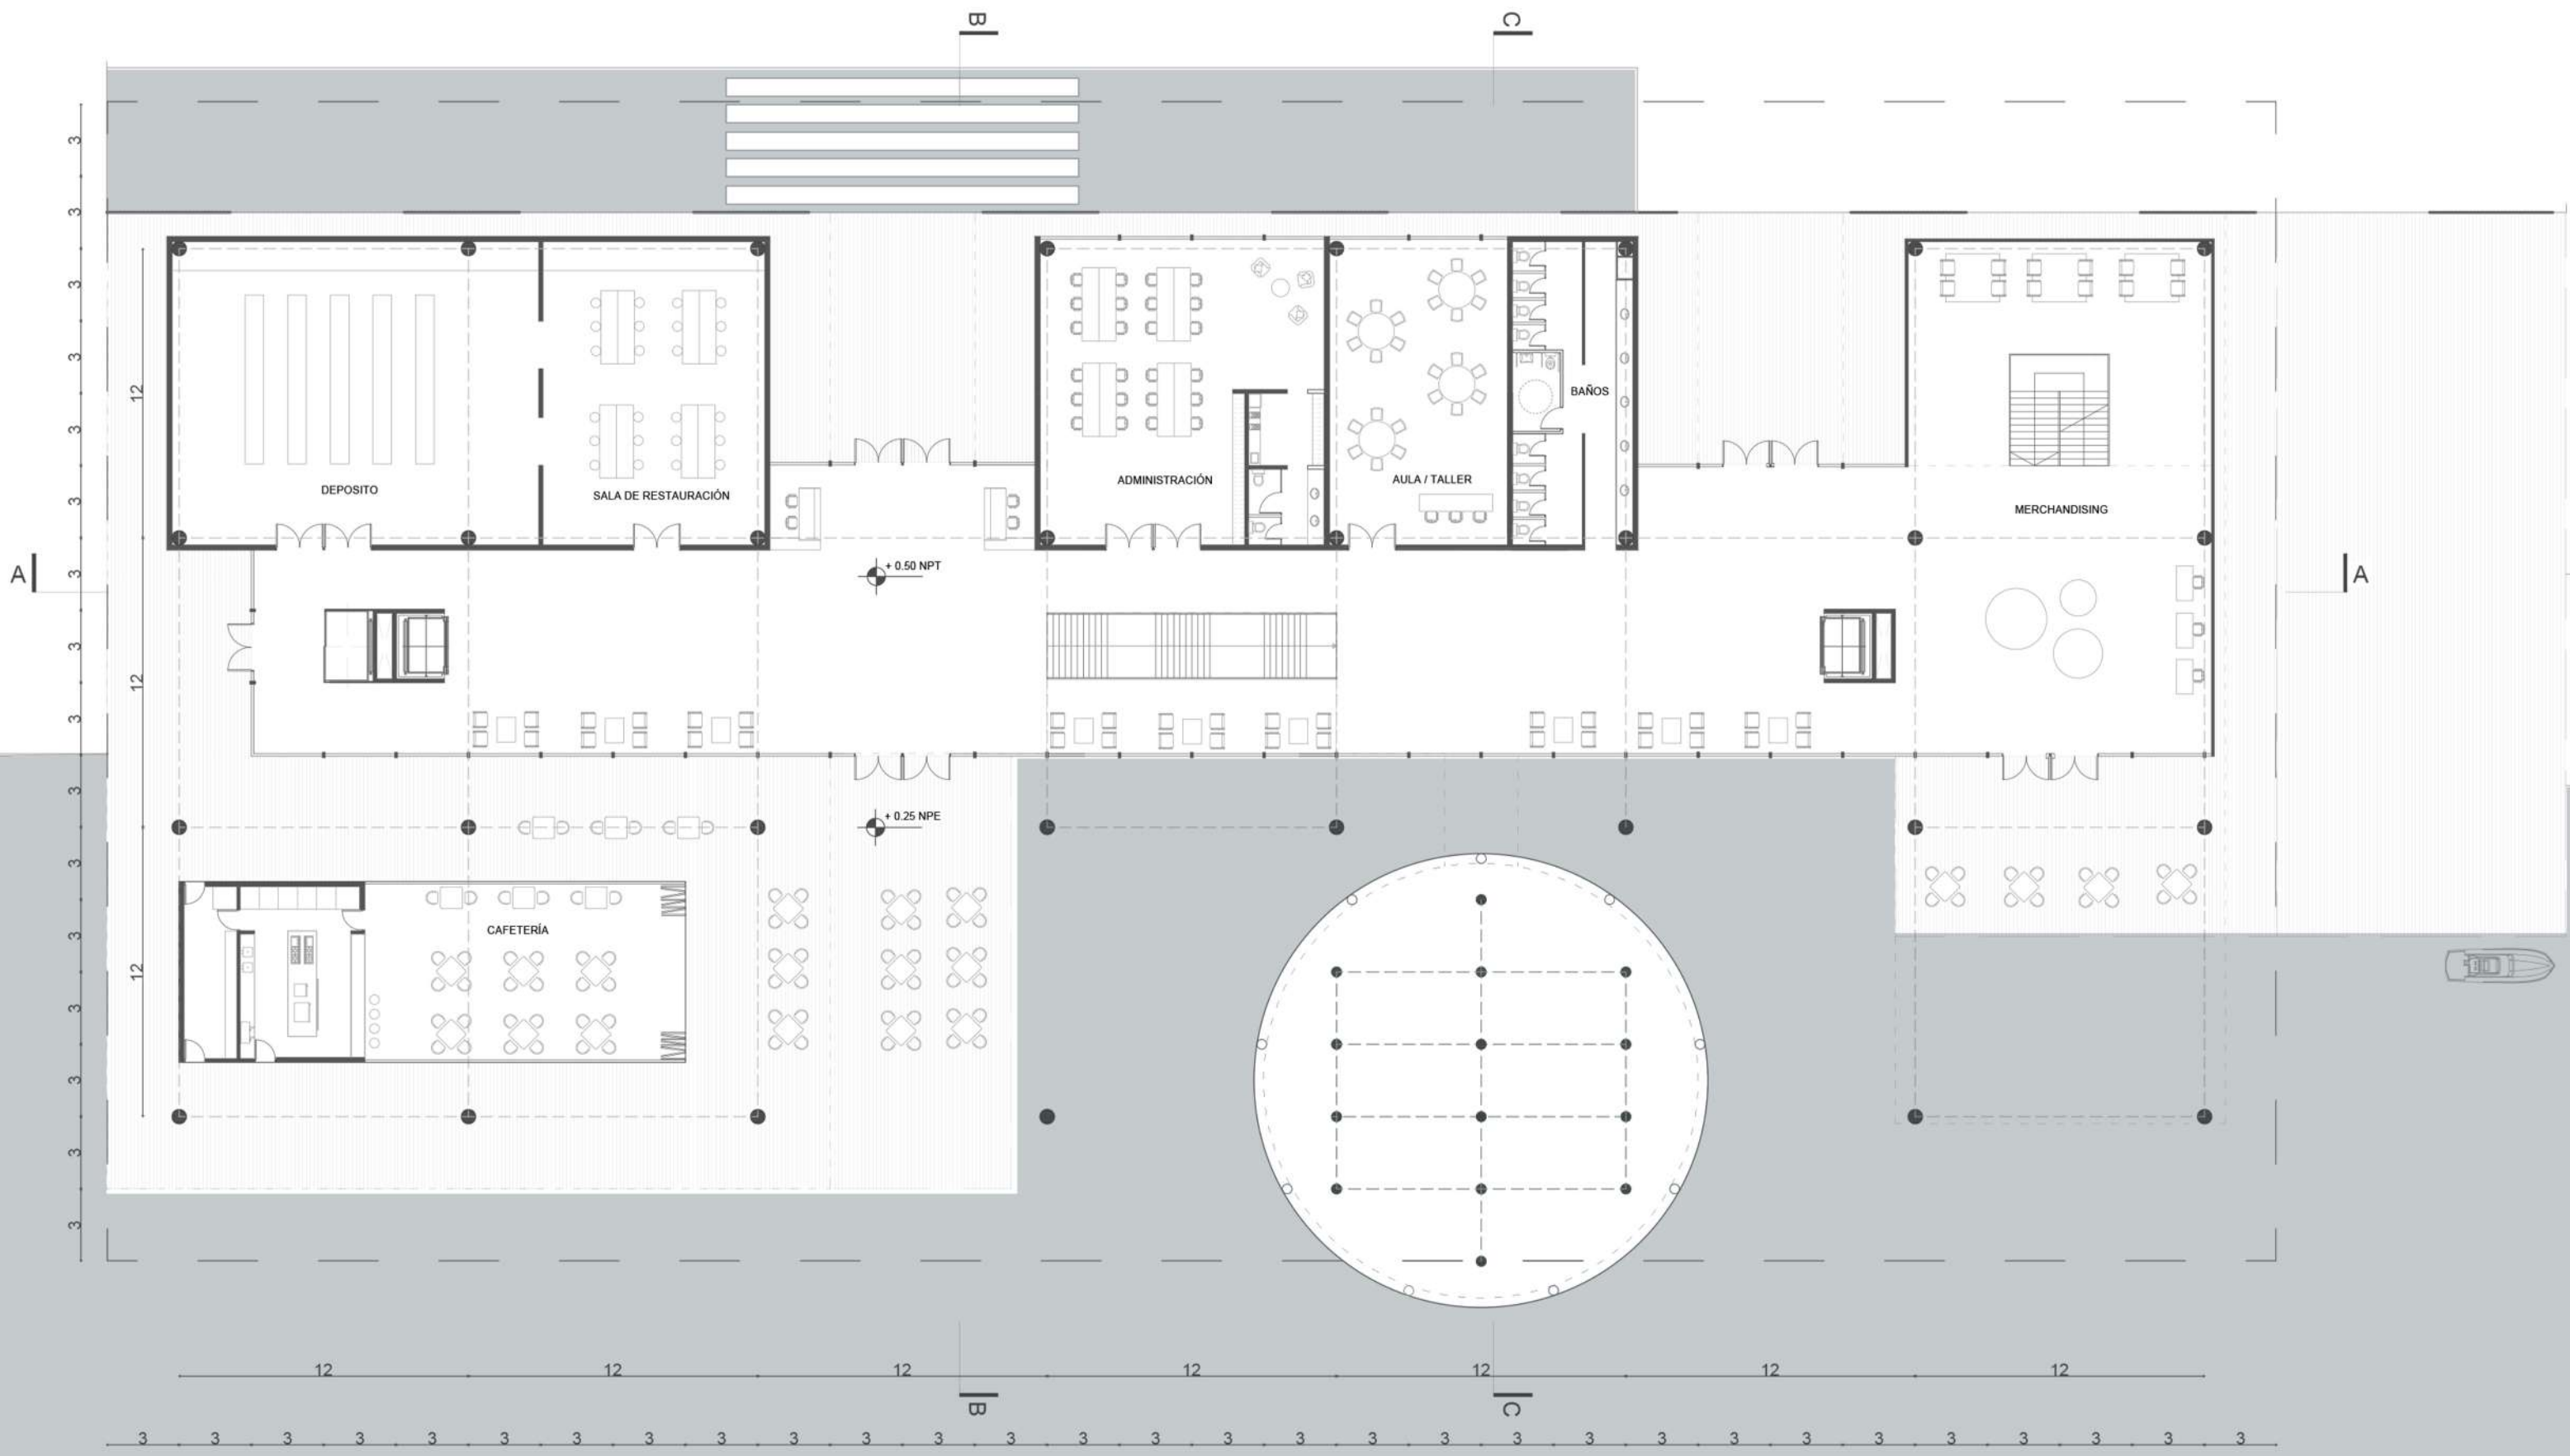 B
C
3
3
3
3
12
BAÑOS
3
ADMINISTRACIÓN
AULA / TALLER
DEPOSITO
SALA DE RESTAURACIÓN
3
MERCHANDISING
+ 0.50 NPT
A
3
A
3
12
3
3
+ 0.25 NPE
3
CAFETERÍA
3
12
3
3
3
3
12 12 12 12 12 12 12
B
C
3 3 3 3 3 3 3 3 3 3 3 3 3 3 3 3 3 3 3 3 3 3 3 3 3 3 3 3 3 3